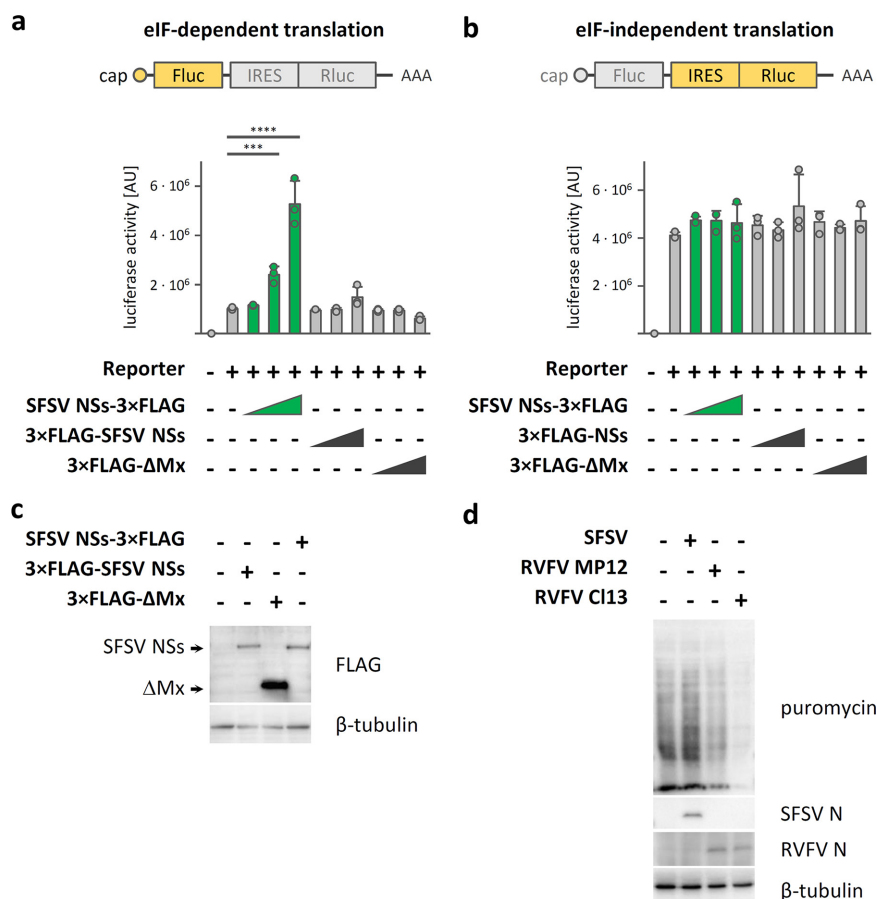 a
eIF-dependent translation
cap Fluc IRES Rluc AAA
**** 
***
luciferase activity [AU]
6 · 10⁶
4 · 10⁶
2 · 10⁶
Reporter - + + + + + + + + + +
SFSV NSs-3×FLAG - - - - - - - -
3×FLAG-SFSV NSs - - - - - - - -
3×FLAG-ΔMx - - - - - - - -
b
eIF-independent translation
cap Fluc IRES Rluc AAA
luciferase activity [AU]
6 · 10⁶
4 · 10⁶
2 · 10⁶
Reporter - + + + + + + + + + +
SFSV NSs-3×FLAG - - - - - - - -
3×FLAG-NSs - - - - - - - -
3×FLAG-ΔMx - - - - - - - -
c
SFSV NSs-3×FLAG - - - +
3×FLAG-SFSV NSs - + - -
3×FLAG-ΔMx - - + -
SFSV NSs
FLAG
ΔMx
β-tubulin
d
SFSV - + - -
RVFV MP12 - - + -
RVFV Cl13 - - - +
puromycin
SFSV N
RVFV N
β-tubulin